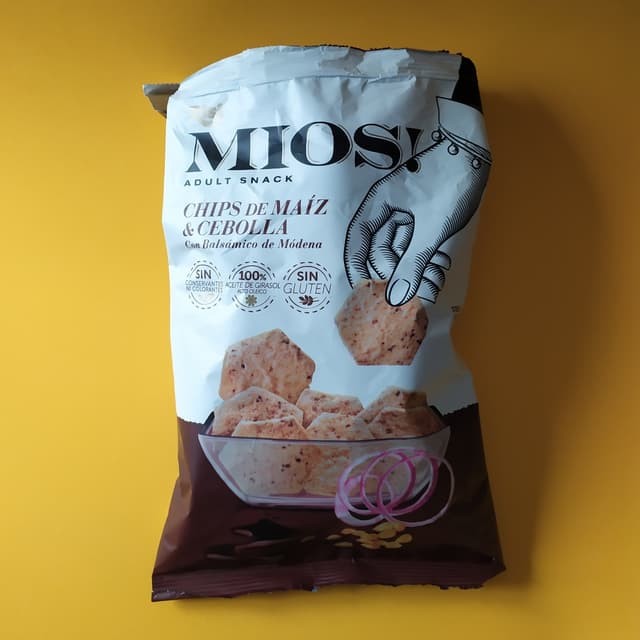 MIOS!
ADULT SNACK
CHIPS DE MAÍZ
& CEBOLLA
Con Balsámico de Módena
SIN
CONSERVANTES
NI COLORANTES
100%
ACEITE DE GIRASOL
ALTO OLEICO
SIN
GLUTEN